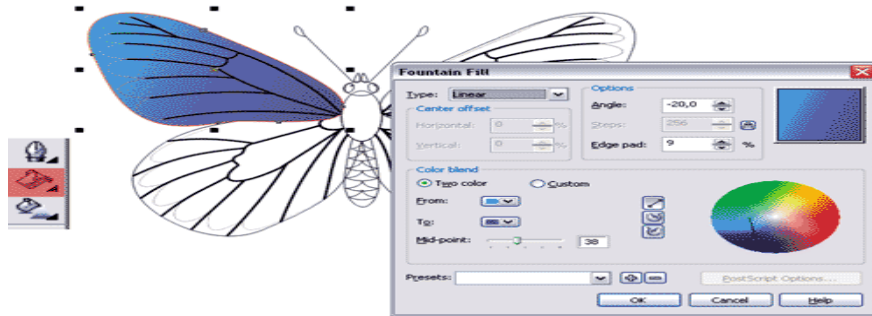 Fountain Fill
Type: Linear
Options
Center offset
Angle: -20,0
Horizontal: 0 %
Steps: 256
Vertical: 0 %
Edge pad: 9 %
Color blend
Two color Custom
From:
To:
Mid-point: 38
Presets:
PostScript Options...
OK Cancel Help